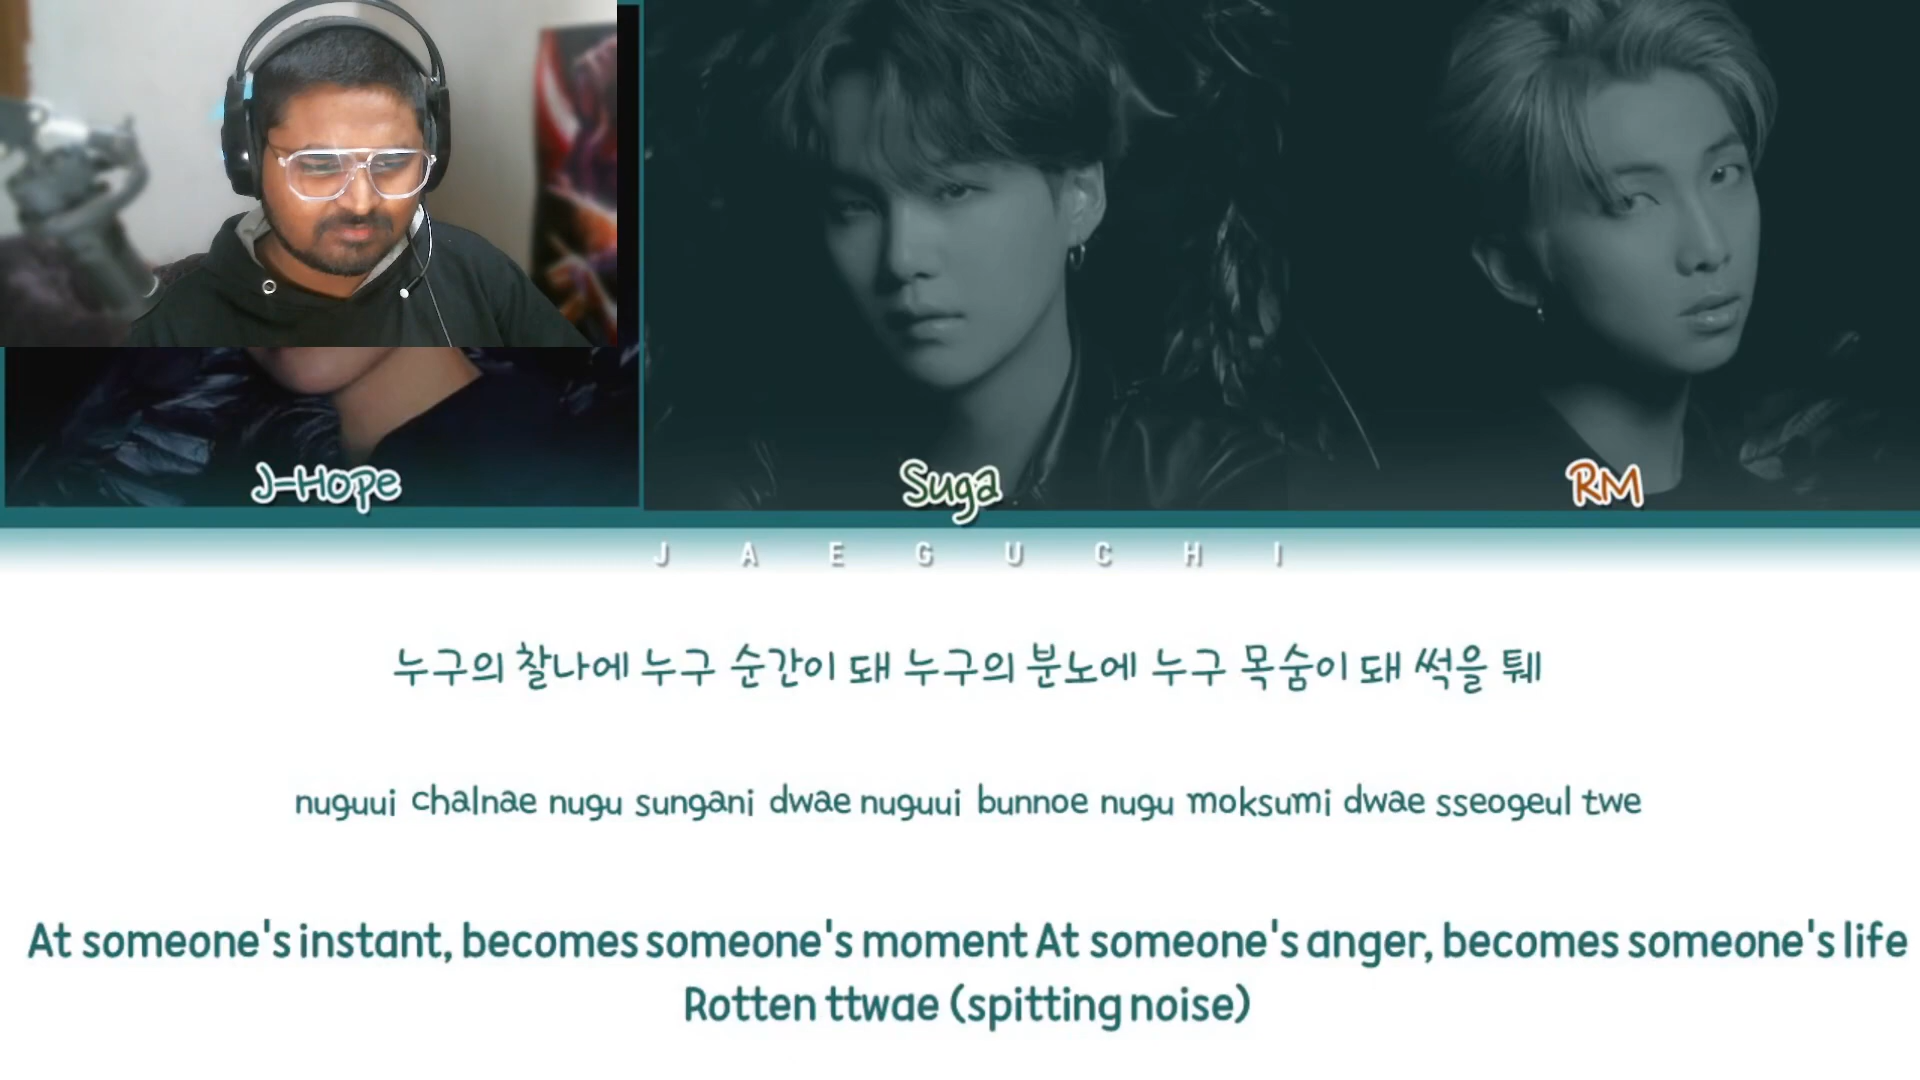 J-Hope
Suga
RM
JAEGUCHI
누구의 찰나에 누구 순간이 돼 누구의 분노에 누구 목숨이 돼 썩을 퉤
nuguui chalnae nugu sungani dwae nuguui bunnoe nugu moksumi dwae sseogeul twe
At someone's instant, becomes someone's moment At someone's anger, becomes someone's life
Rotten ttwae (spitting noise)